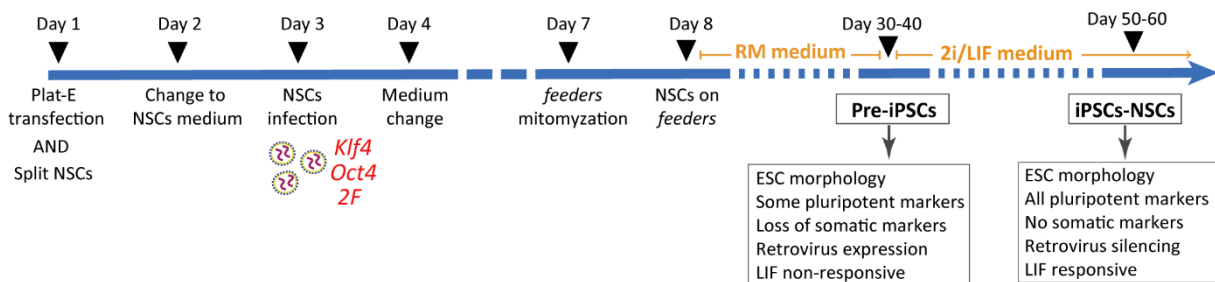 Day 1
Day 2
Day 3
Day 4
Day 7
Day 8
Day 30-40
Day 50-60
RM medium
2i/LIF medium
Plat-E
transfection
AND
Split NSCs
Change to
NSCs medium
NSCs
infection
Klf4
Oct4
2F
Medium
change
feeders
mitomyzation
NSCs on
feeders
Pre-iPSCs
ESC morphology
Some pluripotent markers
Loss of somatic markers
Retrovirus expression
LIF non-responsive
iPSCs-NSCs
ESC morphology
All pluripotent markers
No somatic markers
Retrovirus silencing
LIF responsive